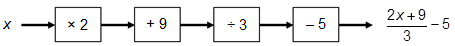 x → × 2 → + 9 → ÷ 3 → – 5 → (2x + 9)/3 – 5